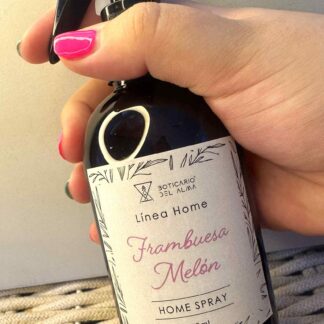 BOTICARIO
DEL ALMA
Línea Home
Frambuesa
Melón
HOME SPRAY